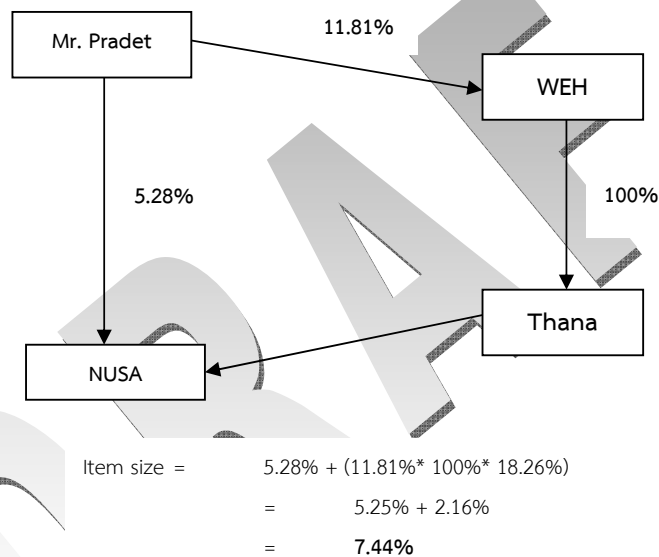 11.81%
Mr. Pradet
WEH
5.28%
100%
Thana
NUSA
Item size = 5.28% + (11.81%* 100%* 18.26%)
= 5.25% + 2.16%
= 7.44%